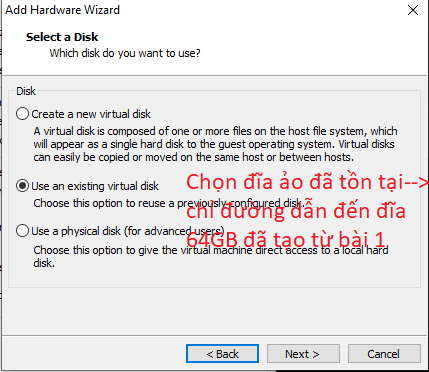 Add Hardware Wizard
Select a Disk
Which disk do you want to use?
Disk
Create a new virtual disk
A virtual disk is composed of one or more files on the host file system, which
will appear as a single hard disk to the guest operating system. Virtual disks
can easily be copied or moved on the same host or between hosts.
Use an existing virtual disk
Choose this option to reuse a previously configured disk.
Chọn đĩa ảo đã tồn tại-->
chỉ đường dẫn đến đĩa
64GB đã tạo từ bài 1
Use a physical disk (for advanced users)
Choose this option to give the virtual machine direct access to a local hard
disk.
< Back
Next >
Cancel